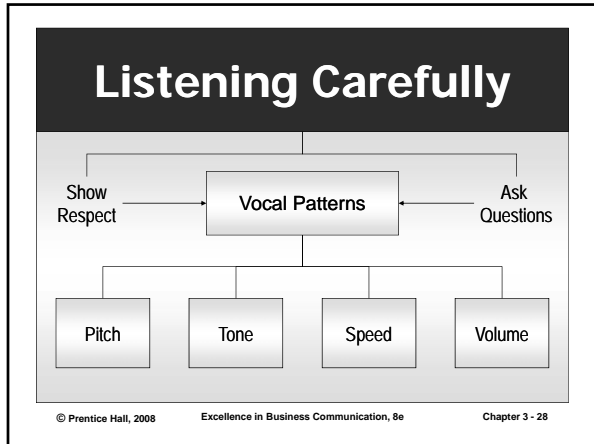 Listening Carefully
Show
Respect
Vocal Patterns
Ask
Questions
Pitch
Tone
Speed
Volume
© Prentice Hall, 2008
Excellence in Business Communication, 8e
Chapter 3 - 28